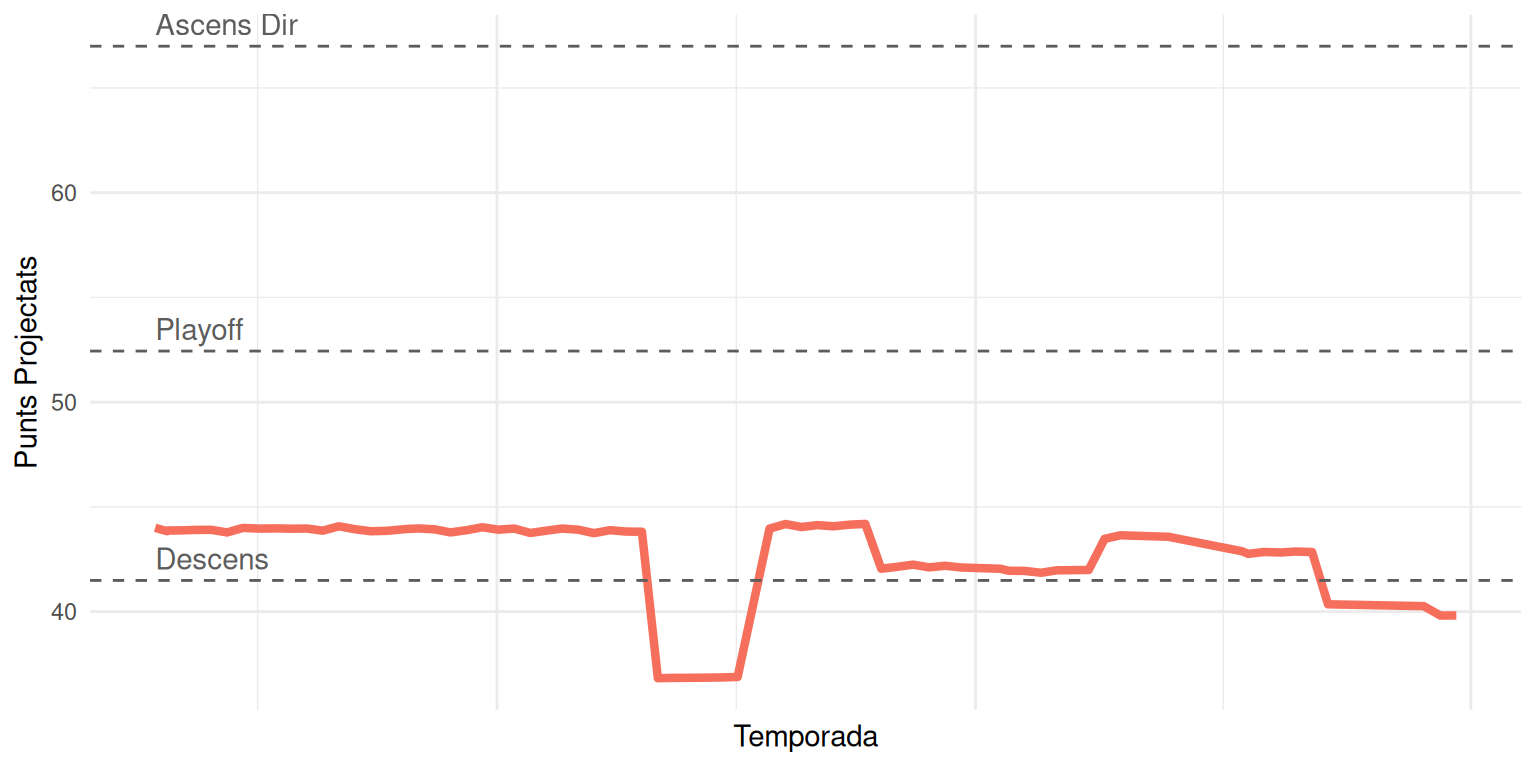 Ascens Dir
60
Playoff
Punts Projectats
50
Descens
40
Temporada